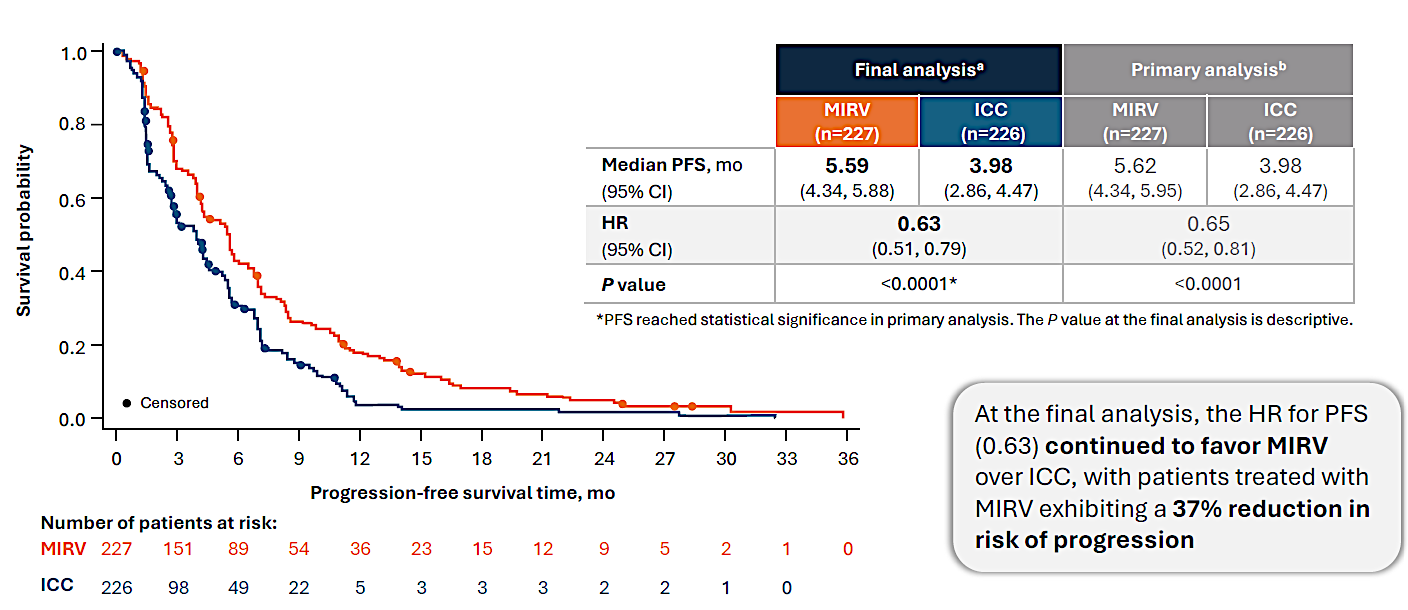 Final analysisᵃ Primary analysisᵇ
MIRV ICC MIRV ICC
(n=227) (n=226) (n=227) (n=226)
Median PFS, mo 5.59 3.98 5.62 3.98
(95% CI) (4.34, 5.88) (2.86, 4.47) (4.34, 5.95) (2.86, 4.47)
HR 0.63 0.65
(95% CI) (0.51, 0.79) (0.52, 0.81)
P value <0.0001* <0.0001
*PFS reached statistical significance in primary analysis. The P value at the final analysis is descriptive.
Survival probability
1.0
0.8
0.6
0.4
0.2
0.0
Censored
0 3 6 9 12 15 18 21 24 27 30 33 36
Progression-free survival time, mo
Number of patients at risk:
MIRV 227 151 89 54 36 23 15 12 9 5 2 1 0
ICC 226 98 49 22 5 3 3 3 2 2 1 0
At the final analysis, the HR for PFS
(0.63) continued to favor MIRV
over ICC, with patients treated with
MIRV exhibiting a 37% reduction in
risk of progression